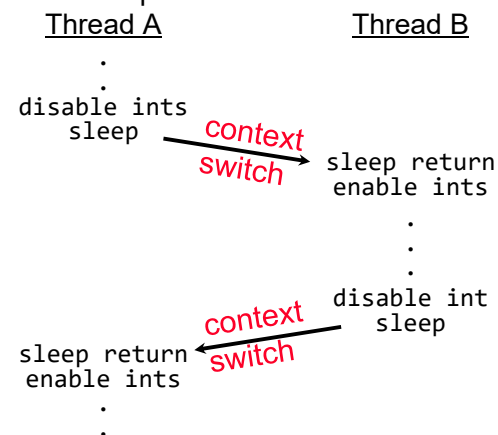 Thread A
Thread B
.
.
disable ints
sleep
context
switch
sleep return
enable ints
.
.
.
disable int
sleep
context
switch
sleep return
enable ints
.
.